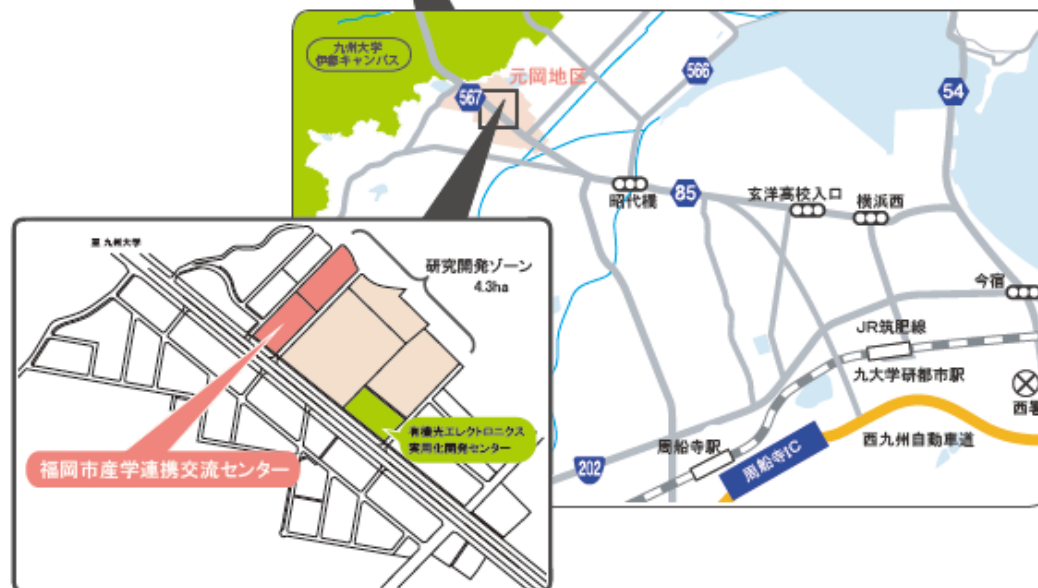 九州大学
伊都キャンパス
元岡地区
567
566
54
昭代橋
85
玄洋高校入口
横浜西
今宿
JR筑肥線
九大学研都市駅
西署
西九州自動車道
周船寺駅
周船寺IC
202
至 九州大学
研究開発ゾーン
4.3ha
有機光エレクトロニクス
実用化開発センター
福岡市産学連携交流センター